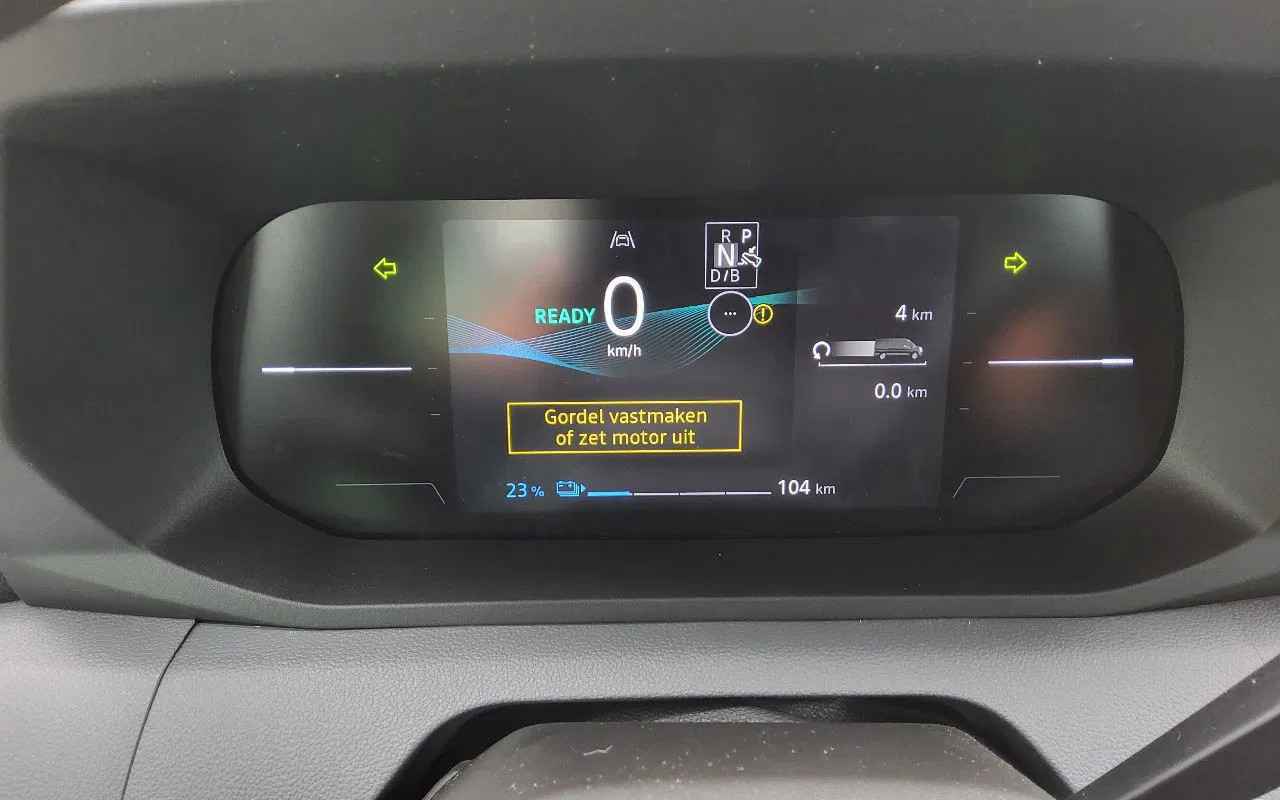 R P
N
D/B
READY 0
km/h
...
4 km
0.0 km
Gordel vastmaken
of zet motor uit
23 % 104 km